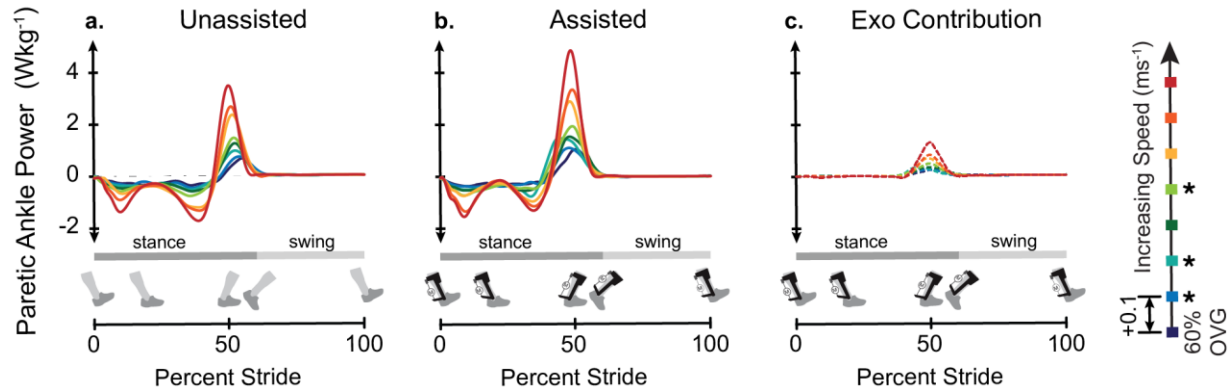 a. Unassisted
b. Assisted
c. Exo Contribution
Paretic Ankle Power (Wkg-1)
4
2
0
-2
stance swing
stance swing
stance swing
M M M M M
M M M M M
0 50 100
0 50 100
0 50 100
Percent Stride
Percent Stride
Percent Stride
Increasing Speed (ms-1)
*
*
*
+0.1
60%
OVG